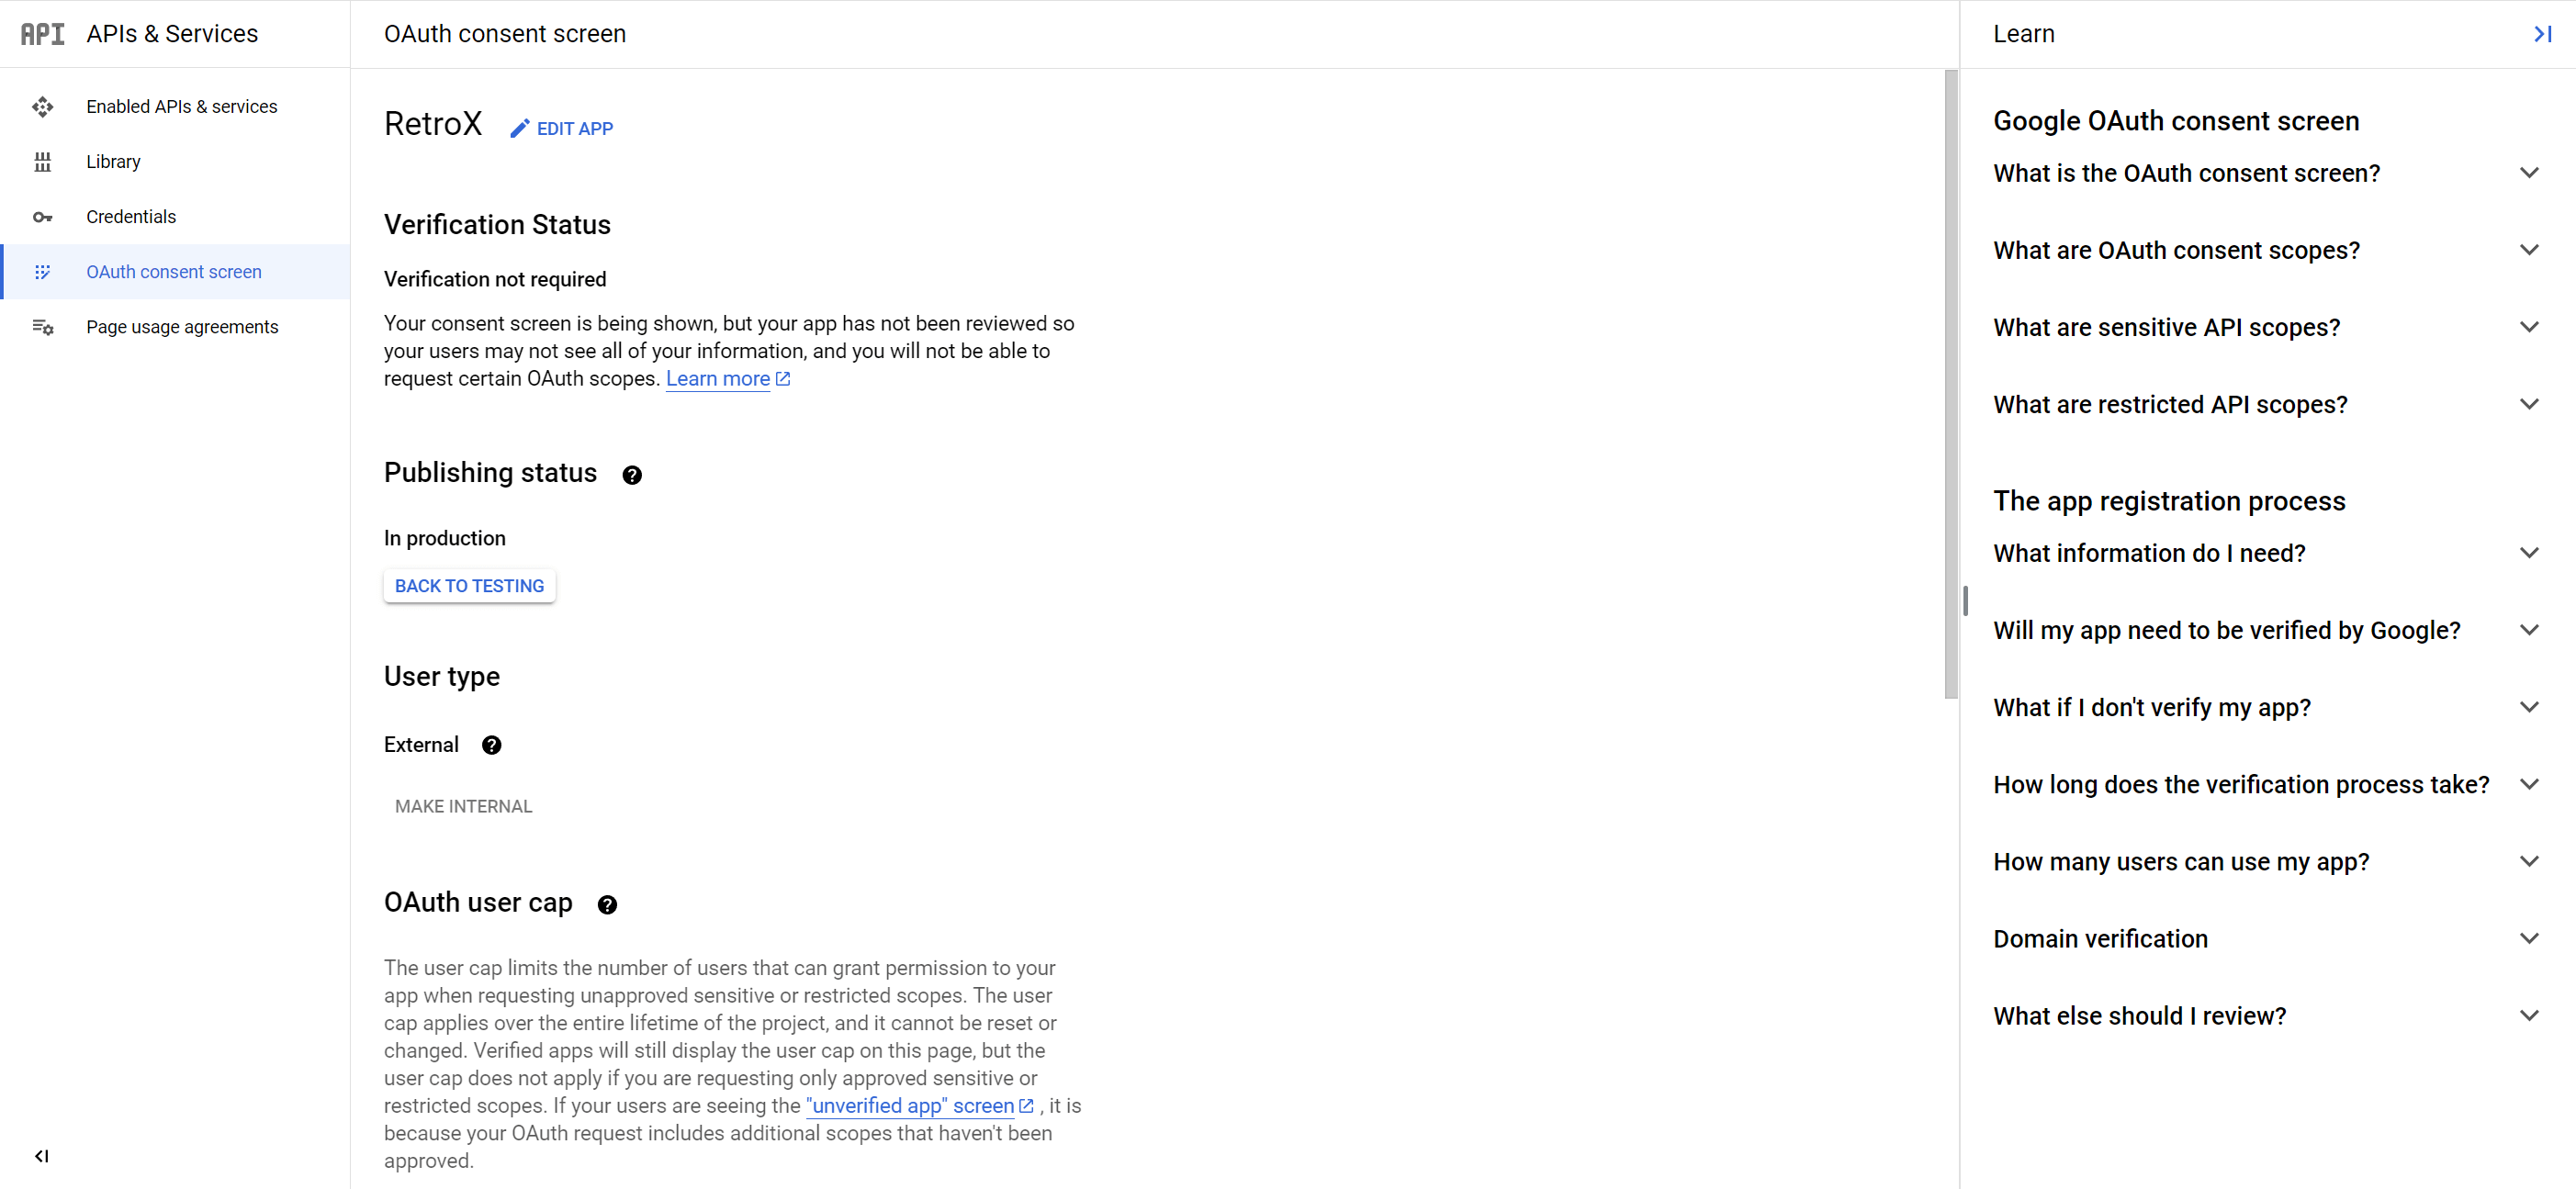 API APIs & Services
Enabled APIs & services
Library
Credentials
OAuth consent screen
Page usage agreements
OAuth consent screen
RetroX
EDIT APP
Verification Status
Verification not required
Your consent screen is being shown, but your app has not been reviewed so
your users may not see all of your information, and you will not be able to
request certain OAuth scopes. Learn more
Publishing status
In production
BACK TO TESTING
User type
External
MAKE INTERNAL
OAuth user cap
The user cap limits the number of users that can grant permission to your
app when requesting unapproved sensitive or restricted scopes. The user
cap applies over the entire lifetime of the project, and it cannot be reset or
changed. Verified apps will still display the user cap on this page, but the
user cap does not apply if you are requesting only approved sensitive or
restricted scopes. If your users are seeing the "unverified app" screen , it is
because your OAuth request includes additional scopes that haven't been
approved.
Learn
Google OAuth consent screen
What is the OAuth consent screen?
What are OAuth consent scopes?
What are sensitive API scopes?
What are restricted API scopes?
The app registration process
What information do I need?
Will my app need to be verified by Google?
What if I don't verify my app?
How long does the verification process take?
How many users can use my app?
Domain verification
What else should I review?